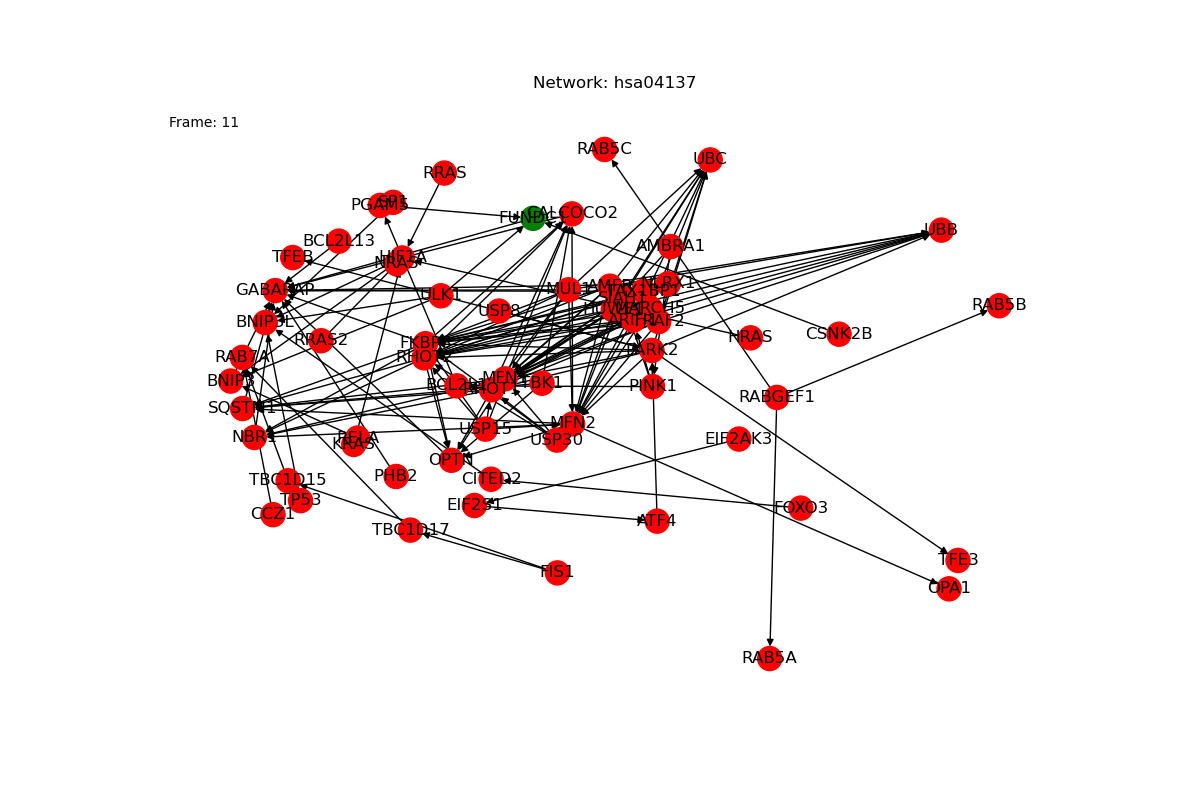 Network: hsa04137
Frame: 11
RAB5C
UBC
RRAS
PGAM5
SP1
FUNDC1
CALCOCO2
UBB
BCL2L13
AMBRA1
TFEB
HIF1A
NRAS
GABARAP
ULK1
MUL1
RAB5B
USP8
BNIP3L
HRAS
CSNK2B
RRAS2
FKBP8
RHOT2
PARK2
RAB7A
BNIP3
MFN1
TBK1
PINK1
RHOT1
RABGEF1
SQSTM1
NBR1
RELA
KRAS
USP15
MFN2
USP30
EIF2AK3
OPTN
TBC1D15
PHB2
CITED2
TP53
CCZ1
EIF2S1
FOXO3
ATF4
TBC1D17
FIS1
TFE3
OPA1
RAB5A